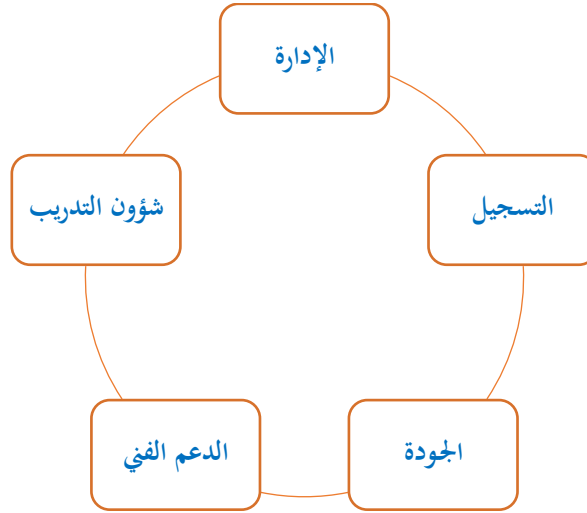 الإدارة
التسجيل
الجودة
الدعم الفني
شؤون التدريب